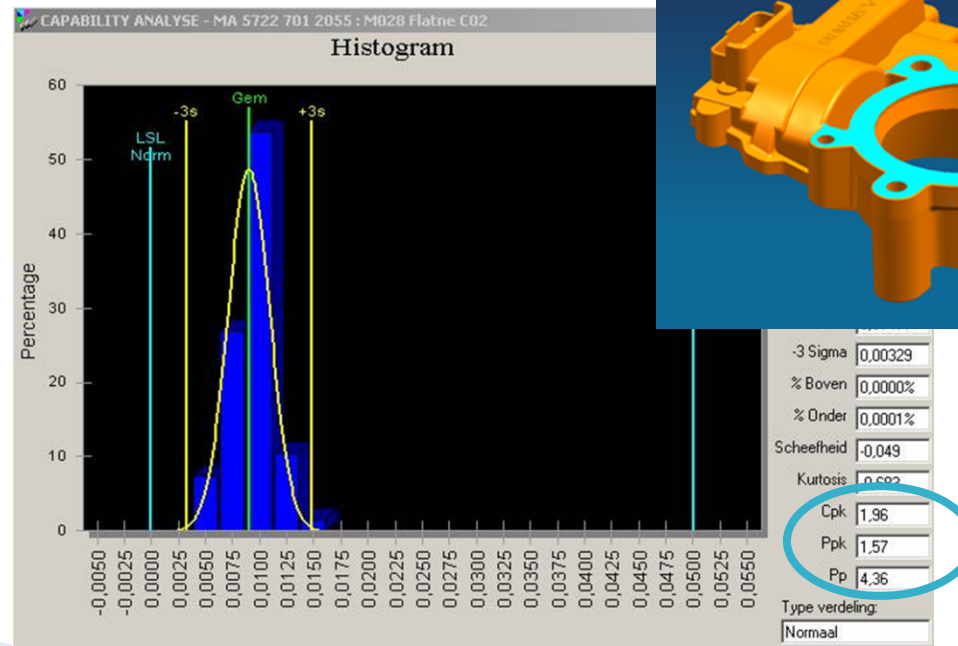 CAPABILITY ANALYSE - MA 5722 701 2055 : M028 Flatne C02
Histogram
Percentage
60
50
40
30
20
10
0
LSL
Norm
-3s
Gem
+3s
-0,0050
-0,0025
0,0000
0,0025
0,0050
0,0075
0,0100
0,0125
0,0150
0,0175
0,0200
0,0225
0,0250
0,0275
0,0300
0,0325
0,0350
0,0375
0,0400
0,0425
0,0450
0,0475
0,0500
0,0525
0,0550
-3 Sigma 0,00329
% Boven 0,0000%
% Onder 0,0001%
Scheefheid -0,049
Kurtosis
Cpk 1,96
Ppk 1,57
Pp 4,36
Type verdeling:
Normaal